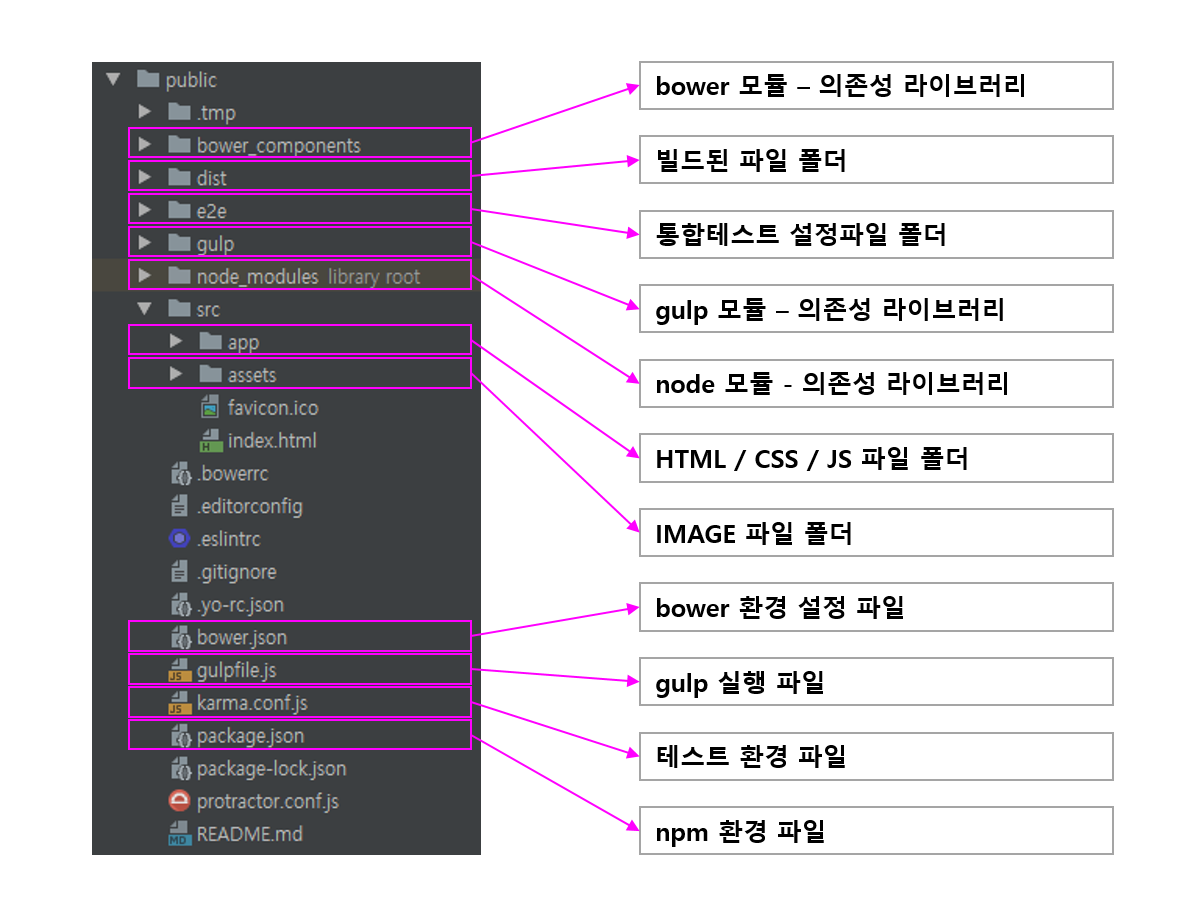 public
.tmp
bower_components
dist
e2e
gulp
node_modules library root
src
app
assets
favicon.ico
index.html
.bowerrc
.editorconfig
.eslintrc
.gitignore
.yo-rc.json
bower.json
gulpfile.js
karma.conf.js
package.json
package-lock.json
protractor.conf.js
README.md
bower 모듈 – 의존성 라이브러리
빌드된 파일 폴더
통합테스트 설정파일 폴더
gulp 모듈 – 의존성 라이브러리
node 모듈 - 의존성 라이브러리
HTML / CSS / JS 파일 폴더
IMAGE 파일 폴더
bower 환경 설정 파일
gulp 실행 파일
테스트 환경 파일
npm 환경 파일